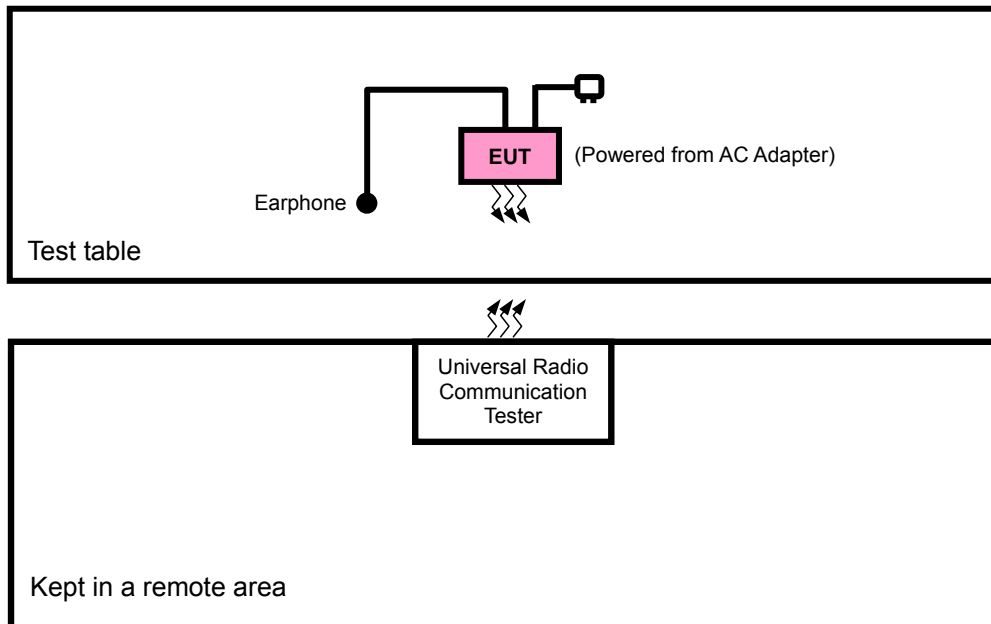 EUT
(Powered from AC Adapter)
Earphone
Test table
Universal Radio
Communication
Tester
Kept in a remote area